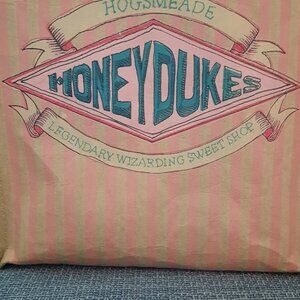 HOGSMEADE
HONEYDUKES
LEGENDARY WIZARDING SWEET SHOP